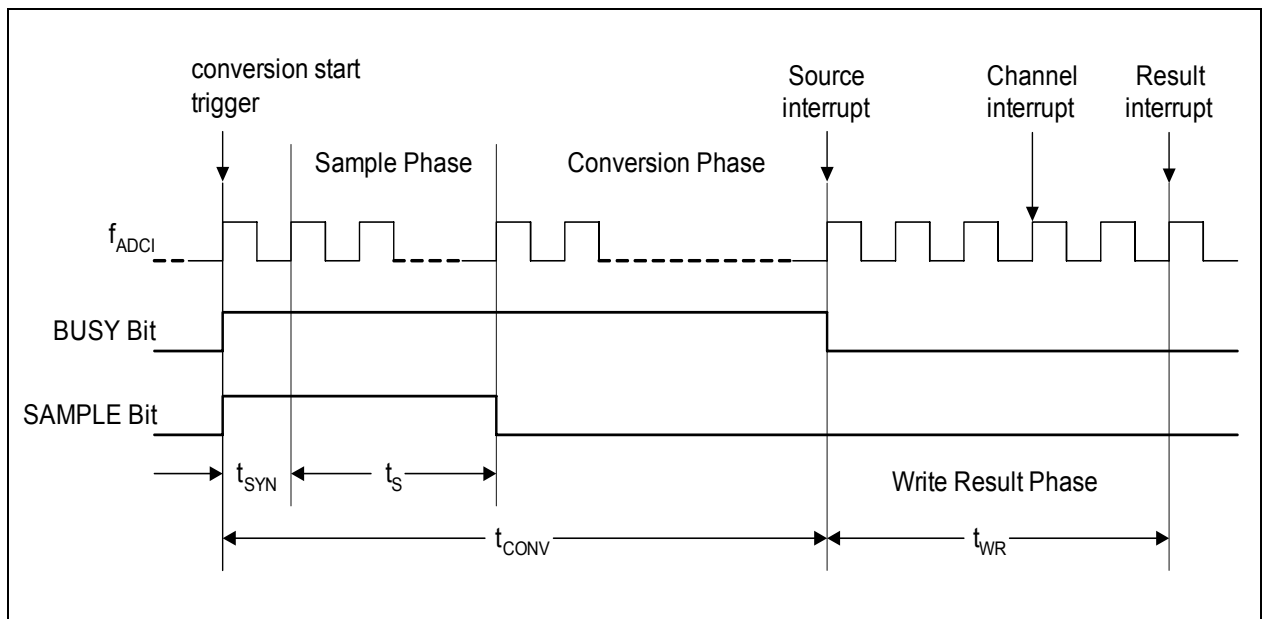 conversion start
trigger
Source
interrupt
Channel
interrupt
Result
interrupt
Sample Phase
Conversion Phase
fADCI
BUSY Bit
SAMPLE Bit
tSYN
tS
Write Result Phase
tCONV
tWR